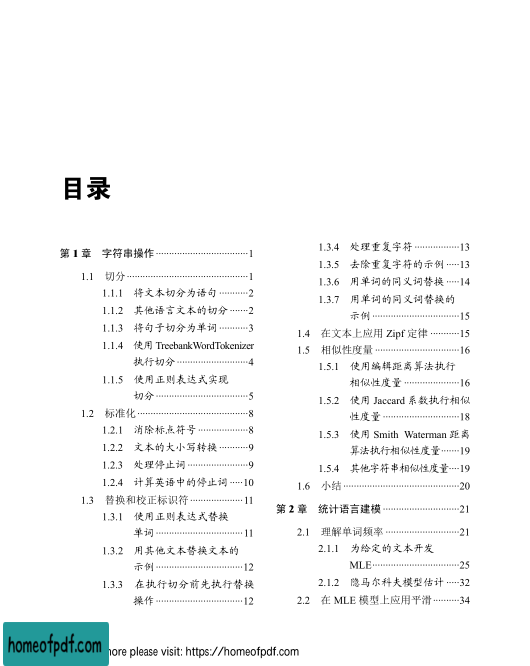 目录
第 1 章 字符串操作 ·································1
1.1 切分 ···········································1
1.1.1 将文本切分为语句 ···········2
1.1.2 其他语言文本的切分 ·······2
1.1.3 将句子切分为单词 ···········3
1.1.4 使用 TreebankWordTokenizer
执行切分 ·························4
1.1.5 使用正则表达式实现
切分 ································5
1.2 标准化 ·······································8
1.2.1 消除标点符号 ··················8
1.2.2 文本的大小写转换 ···········9
1.2.3 处理停止词 ·····················9
1.2.4 计算英语中的停止词 ·····10
1.3 替换和校正标识符 ···················11
1.3.1 使用正则表达式替换
单词 ······························11
1.3.2 用其他文本替换文本的
示例 ······························12
1.3.3 在执行切分前先执行替换
操作 ······························12
1.3.4 处理重复字符 ················13
1.3.5 去除重复字符的示例 ·····13
1.3.6 用单词的同义词替换 ·····14
1.3.7 用单词的同义词替换的
示例 ······························15
1.4 在文本上应用 Zipf 定律 ··········15
1.5 相似性度量 ······························16
1.5.1 使用编辑距离算法执行
相似性度量 ···················16
1.5.2 使用 Jaccard 系数执行相似
性度量 ··························18
1.5.3 使用 Smith Waterman 距离
算法执行相似性度量·······19
1.5.4 其他字符串相似性度量····19
1.6 小结 ·········································20
第 2 章 统计语言建模 ···························21
2.1 理解单词频率 ··························21
2.1.1 为给定的文本开发
MLE······························25
2.1.2 隐马尔科夫模型估计 ·····32
2.2 在 MLE 模型上应用平滑 ·········34
homeofpdf.com
more please visit: https://homeofpdf.com